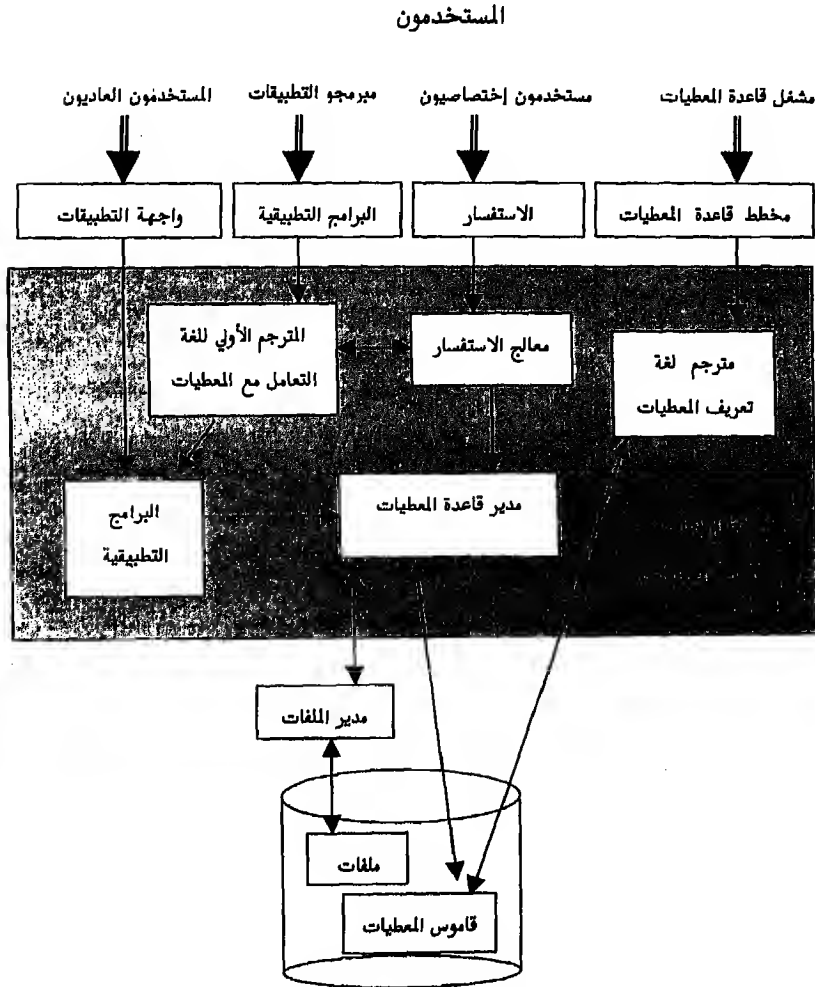 المستخدمون
مشغل قاعدة المعطيات
مستخدمون إختصاصيون
مبرمجو التطبيقات
المستخدمون العاديون
مخطط قاعدة المعطيات
الاستفسار
البرامج التطبيقية
واجهة التطبيقات
مترجم لغة
تعريف المعطيات
معالج الاستفسار
المترجم الأولي للغة
التعامل مع المعطيات
مدير قاعدة المعطيات
البرامج
التطبيقية
مدير الملفات
ملفات
قاموس المعطيات